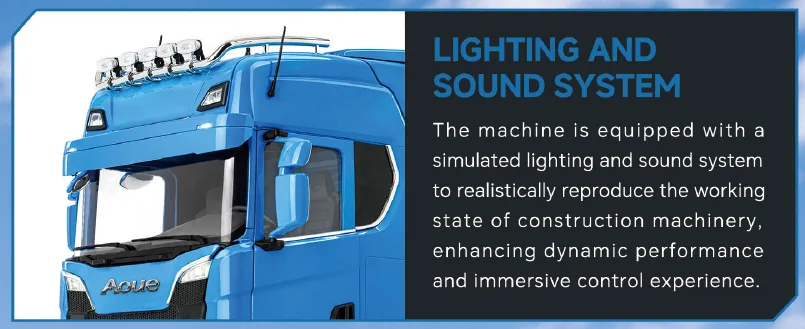 Aoue
LIGHTING AND
SOUND SYSTEM
The machine is equipped with a
simulated lighting and sound system
to realistically reproduce the working
state of construction machinery,
enhancing dynamic performance
and immersive control experience.